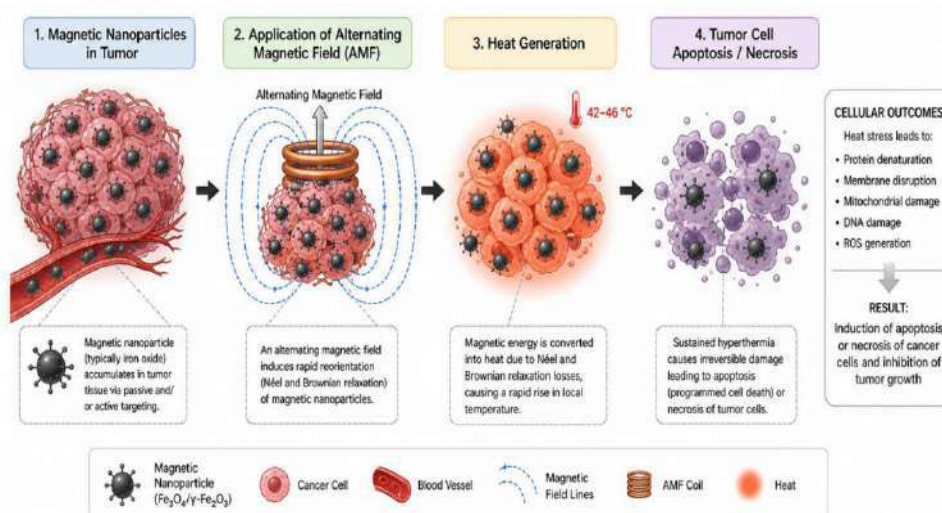 1. Magnetic Nanoparticles
in Tumor
2. Application of Alternating
Magnetic Field (AMF)
3. Heat Generation
4. Tumor Cell
Apoptosis / Necrosis
Alternating Magnetic Field
42–46 °C
Magnetic nanoparticle
(typically iron oxide)
accumulates in tumor
tissue via passive and/
or active targeting.
An alternating magnetic field
induces rapid reorientation
(Néel and Brownian relaxation)
of magnetic nanoparticles.
Magnetic energy is converted
into heat due to Néel and
Brownian relaxation losses,
causing a rapid rise in local
temperature.
Sustained hyperthermia
causes irreversible damage
leading to apoptosis
(programmed cell death) or
necrosis of tumor cells.
CELLULAR OUTCOMES
Heat stress leads to:
• Protein denaturation
• Membrane disruption
• Mitochondrial damage
• DNA damage
• ROS generation
RESULT:
Induction of apoptosis
or necrosis of cancer
cells and inhibition of
tumor growth
Magnetic
Nanoparticle
(Fe₃O₄/γ-Fe₂O₃)
Cancer Cell
Blood Vessel
Magnetic
Field Lines
AMF Coil
Heat